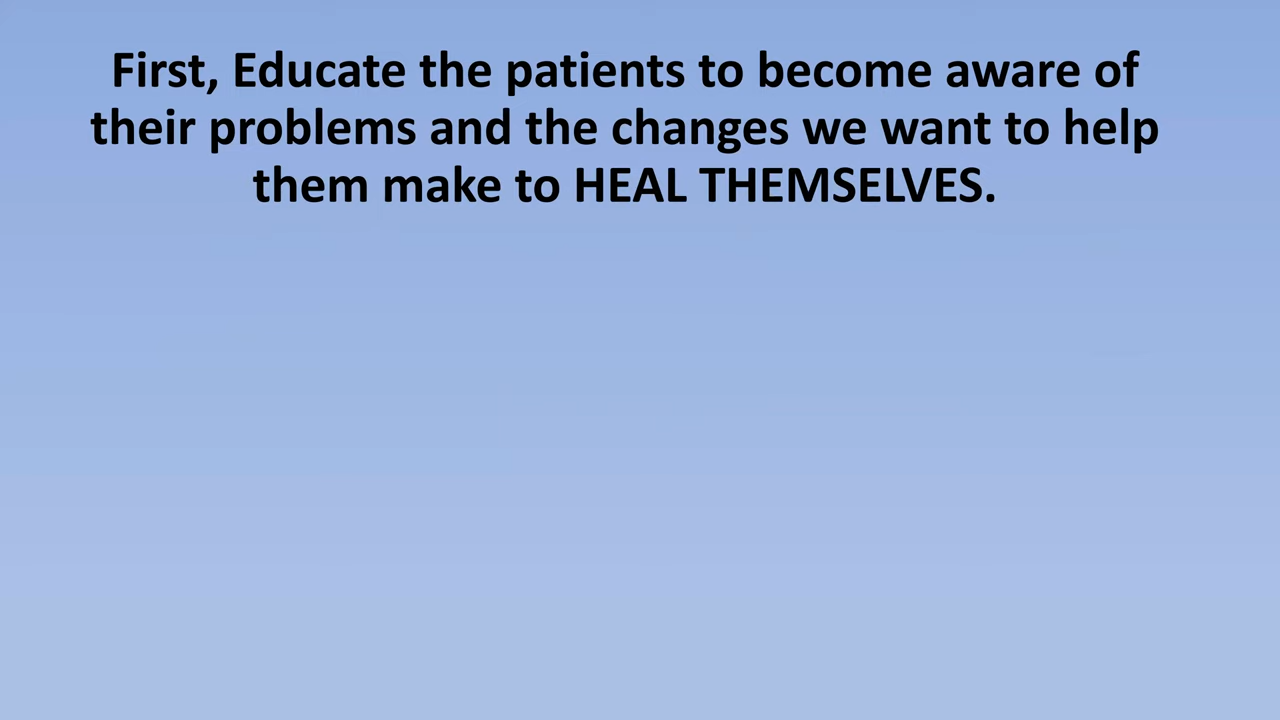 First, Educate the patients to become aware of
their problems and the changes we want to help
them make to HEAL THEMSELVES.